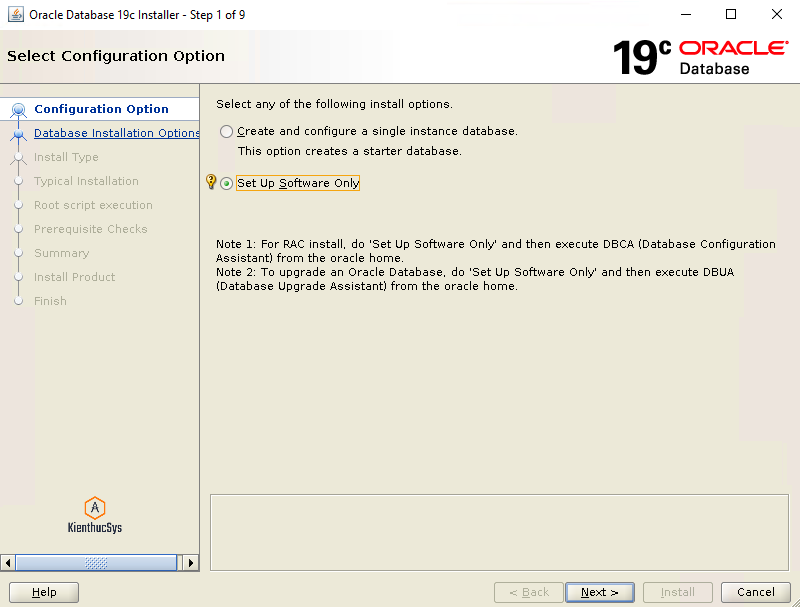 Oracle Database 19c Installer - Step 1 of 9
Select Configuration Option
19c ORACLE
Database
Configuration Option
Database Installation Options
Install Type
Typical Installation
Root script execution
Prerequisite Checks
Summary
Install Product
Finish
KienthucSys
Select any of the following install options.
Create and configure a single instance database.
This option creates a starter database.
Set Up Software Only
Note 1: For RAC install, do 'Set Up Software Only' and then execute DBCA (Database Configuration
Assistant) from the oracle home.
Note 2: To upgrade an Oracle Database, do 'Set Up Software Only' and then execute DBUA
(Database Upgrade Assistant) from the oracle home.
Help
< Back
Next >
Install
Cancel